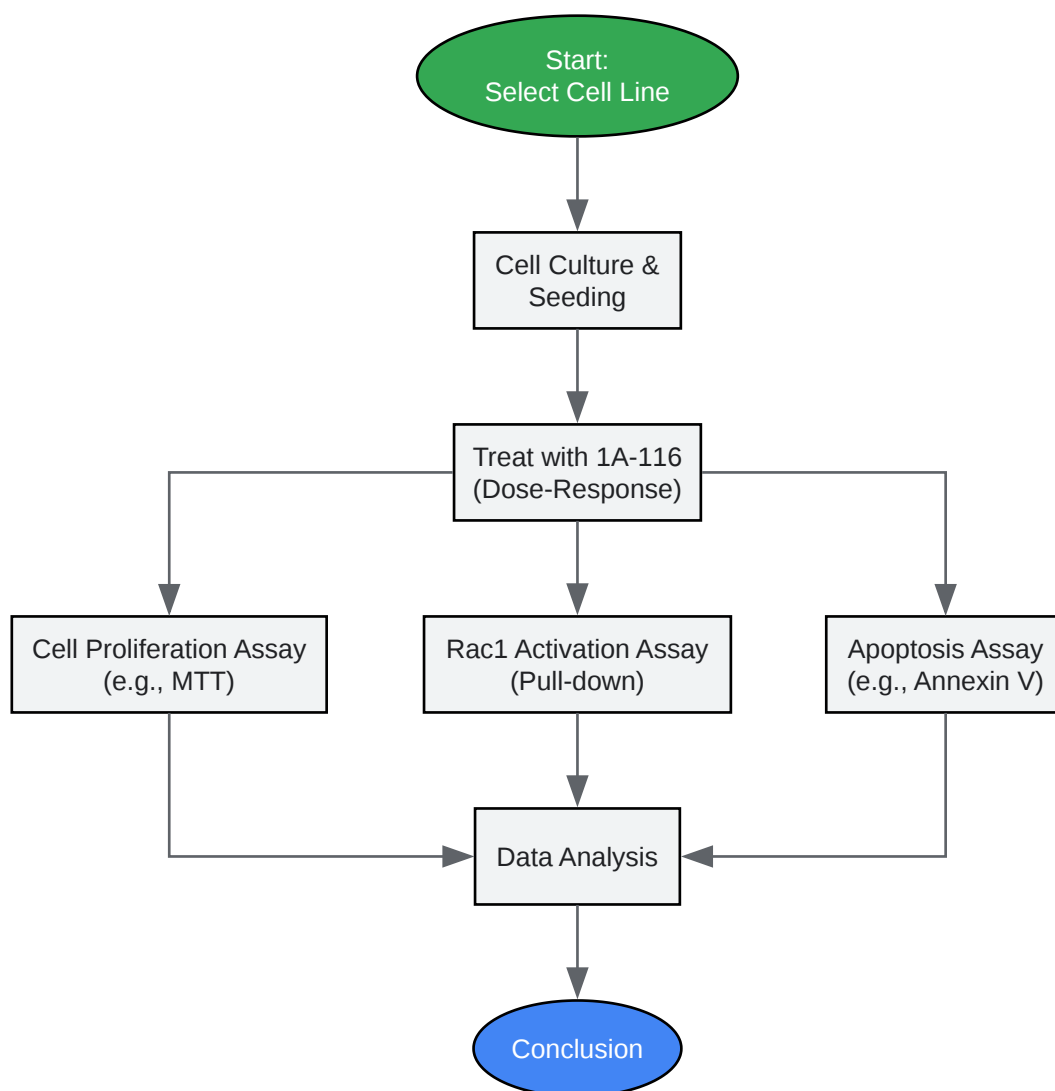 Start:
Select Cell Line
Cell Culture &
Seeding
Treat with 1A-116
(Dose-Response)
Cell Proliferation Assay
(e.g., MTT)
Rac1 Activation Assay
(Pull-down)
Apoptosis Assay
(e.g., Annexin V)
Data Analysis
Conclusion